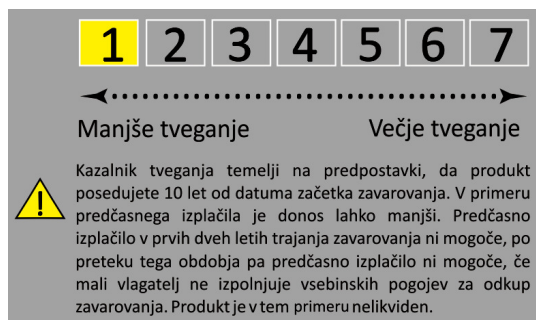 1 2 3 4 5 6 7
Manjše tveganje Večje tveganje
Kazalnik tveganja temelji na predpostavki, da produkt
posedujete 10 let od datuma začetka zavarovanja. V primeru
predčasnega izplačila je donos lahko manjši. Predčasno
izplačilo v prvih dveh letih trajanja zavarovanja ni mogoče, po
preteku tega obdobja pa predčasno izplačilo ni mogoče, če
mali vlagatelj ne izpolnjuje vsebinskih pogojev za odkup
zavarovanja. Produkt je v tem primeru nelikviden.